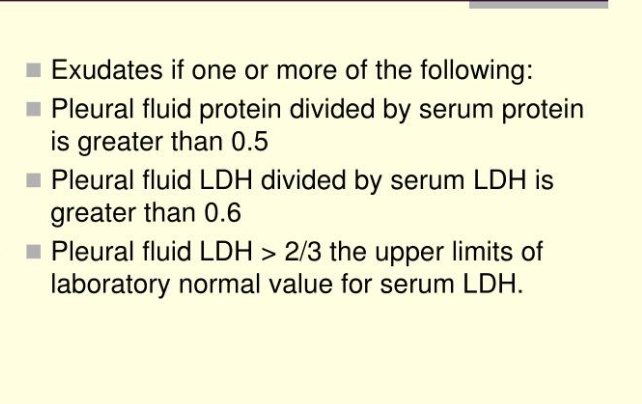 Exudates if one or more of the following:
Pleural fluid protein divided by serum protein
is greater than 0.5
Pleural fluid LDH divided by serum LDH is
greater than 0.6
Pleural fluid LDH > 2/3 the upper limits of
laboratory normal value for serum LDH.